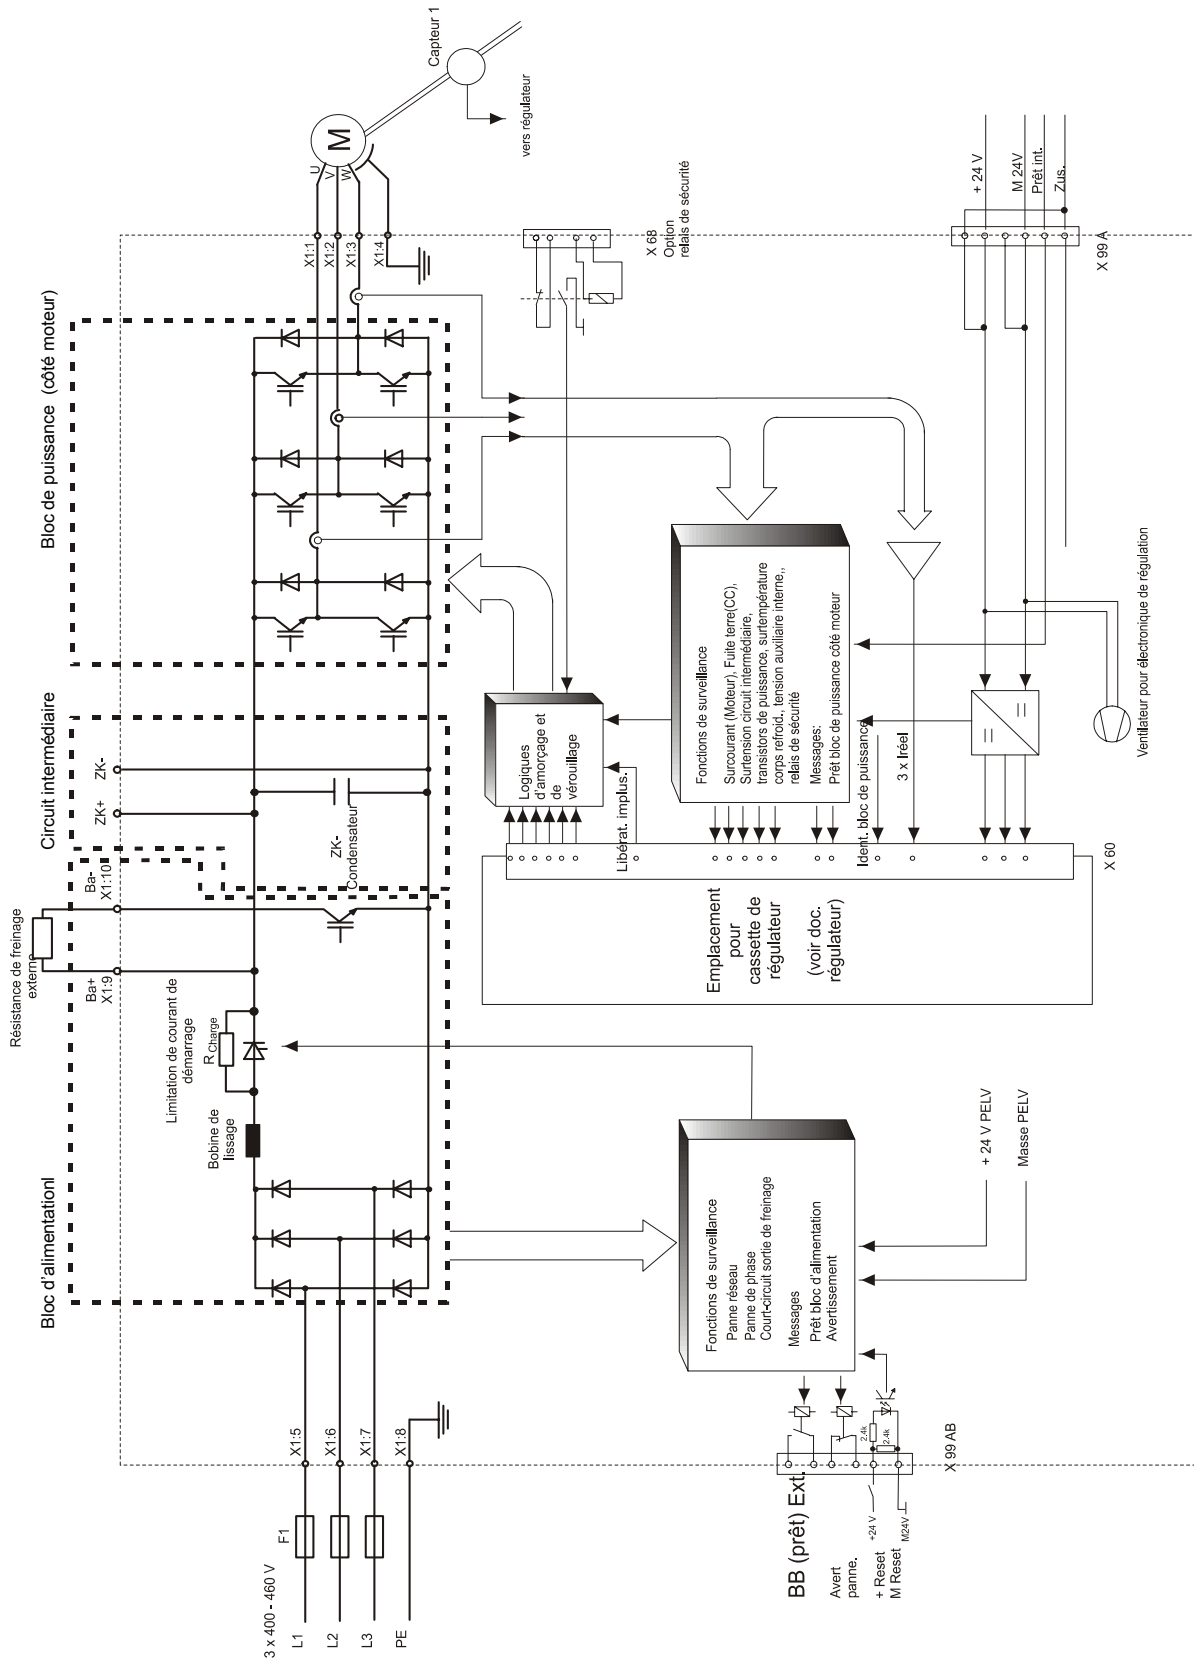 Bloc d'alimentationl
Circuit intermédiaire
Bloc de puissance (côté moteur)
Résistance de freinage
externe
Ba+
X1:9
Ba-
X1:10
ZK+
ZK-
Limitation de courant de
démarrage
R Charge
Bobine de
lissage
ZK-
Condensateur
3 x 400 - 460 V
F1
L1
L2
L3
PE
X1:5
X1:6
X1:7
X1:8
X1:1
X1:2
X1:3
X1:4
U
V
W
M
Capteur 1
vers régulateur
X 68
Option
relais de sécurité
Logiques
d'amorçage et
de
vérouillage
Libérat. implus.
Fonctions de surveillance
Surcourant (Moteur), Fuite terre(CC),
Surtension circuit intermédiaire,
transistors de puissance, surtempérature
corps refroid., tension auxiliaire interne,,
relais de sécurité
Messages:
Prêt bloc de puissance côté moteur
Ident. bloc de puissance
3 x Iréel
+ 24 V
M 24V
Prêt int.
Zus.
X 99 A
Ventilateur pour électronique de régulation
X 60
Emplacement
pour
cassette de
régulateur
(voir doc.
régulateur)
Fonctions de surveillance
Panne réseau
Panne de phase
Court-circuit sortie de freinage
Messages
Prêt bloc d'alimentation
Avertissement
+ 24 V PELV
Masse PELV
BB (prêt) Ext.
Avert
panne.
+ Reset
M Reset
+24 V
M24V
2.4k
2.4k
X 99 AB